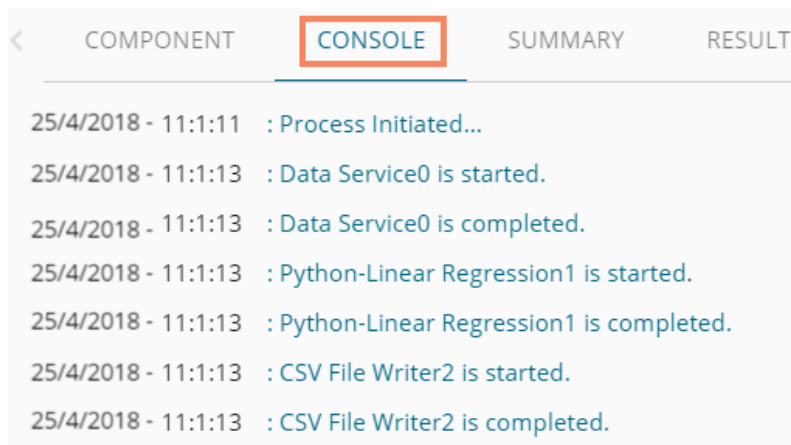 COMPONENT CONSOLE SUMMARY RESULT
25/4/2018 - 11:1:11 : Process Initiated...
25/4/2018 - 11:1:13 : Data Service0 is started.
25/4/2018 - 11:1:13 : Data Service0 is completed.
25/4/2018 - 11:1:13 : Python-Linear Regression1 is started.
25/4/2018 - 11:1:13 : Python-Linear Regression1 is completed.
25/4/2018 - 11:1:13 : CSV File Writer2 is started.
25/4/2018 - 11:1:13 : CSV File Writer2 is completed.